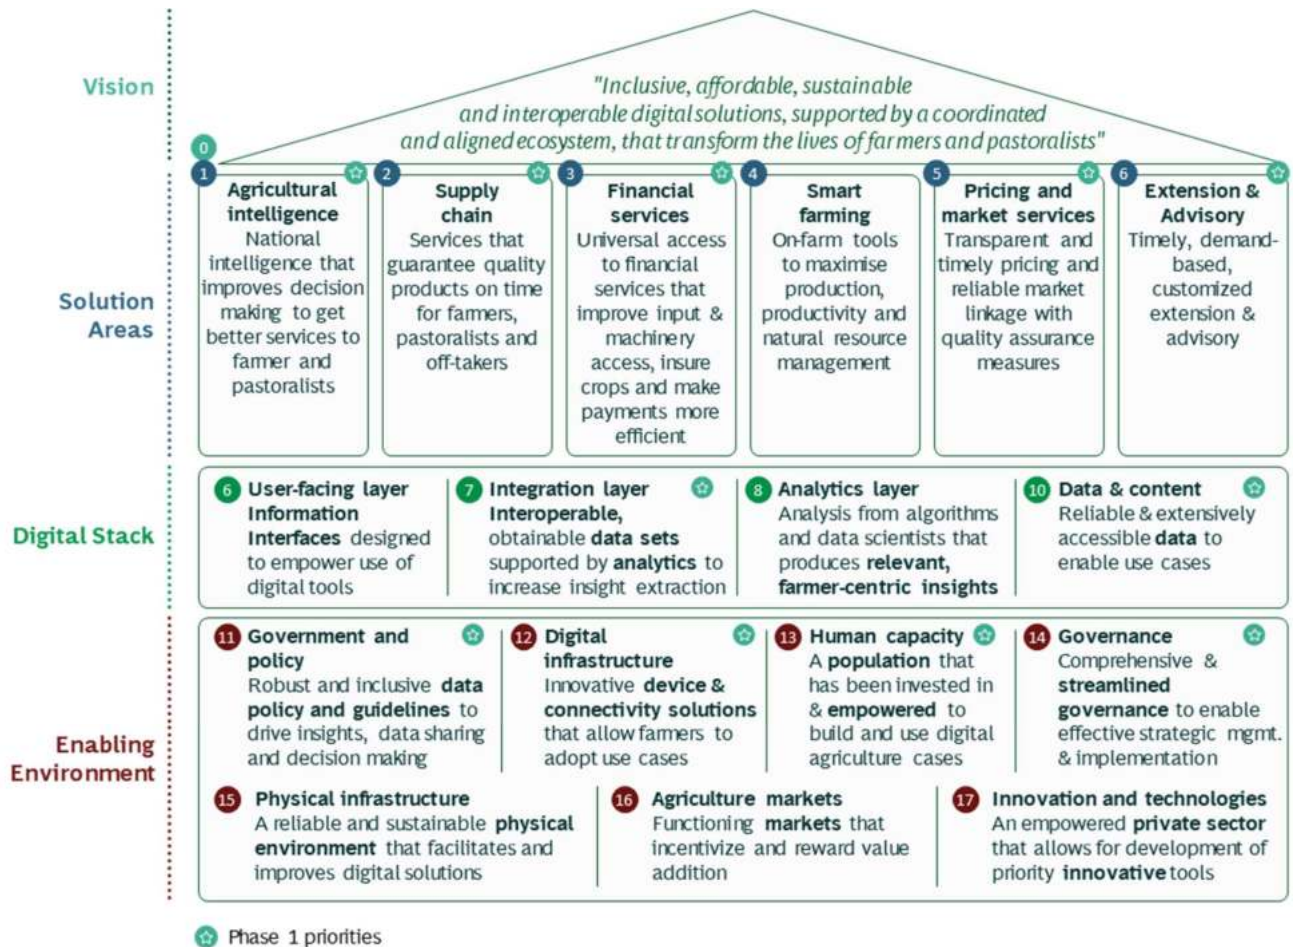 Vision
"Inclusive, affordable, sustainable
and interoperable digital solutions, supported by a coordinated
and aligned ecosystem, that transform the lives of farmers and pastoralists"
0
Solution
Areas
1
Agricultural
intelligence
National
intelligence that
improves decision
making to get
better services to
farmer and
pastoralists
2
Supply
chain
Services that
guarantee quality
products on time
for farmers,
pastoralists and
off-takers
3
Financial
services
Universal access
to financial
services that
improve input &
machinery
access, insure
crops and make
payments more
efficient
4
Smart
farming
On-farm tools
to maximise
production,
productivity and
natural resource
management
5
Pricing and
market services
Transparent and
timely pricing and
reliable market
linkage with
quality assurance
measures
6
Extension &
Advisory
Timely, demand-
based,
customized
extension &
advisory
Digital Stack
6 User-facing layer
Information
Interfaces designed
to empower use of
digital tools
7 Integration layer
Interoperable,
obtainable data sets
supported by analytics to
increase insight extraction
8 Analytics layer
Analysis from algorithms
and data scientists that
produces relevant,
farmer-centric insights
10 Data & content
Reliable & extensively
accessible data to
enable use cases
Enabling
Environment
11 Government and
policy
Robust and inclusive data
policy and guidelines to
drive insights, data sharing
and decision making
12 Digital
infrastructure
Innovative device &
connectivity solutions
that allow farmers to
adopt use cases
13 Human capacity
A population that
has been invested in
& empowered to
build and use digital
agriculture cases
14 Governance
Comprehensive &
streamlined
governance to enable
effective strategic mgmt.
& implementation
15 Physical infrastructure
A reliable and sustainable physical
environment that facilitates and
improves digital solutions
16 Agriculture markets
Functioning markets that
incentivize and reward value
addition
17 Innovation and technologies
An empowered private sector
that allows for development of
priority innovative tools
Phase 1 priorities